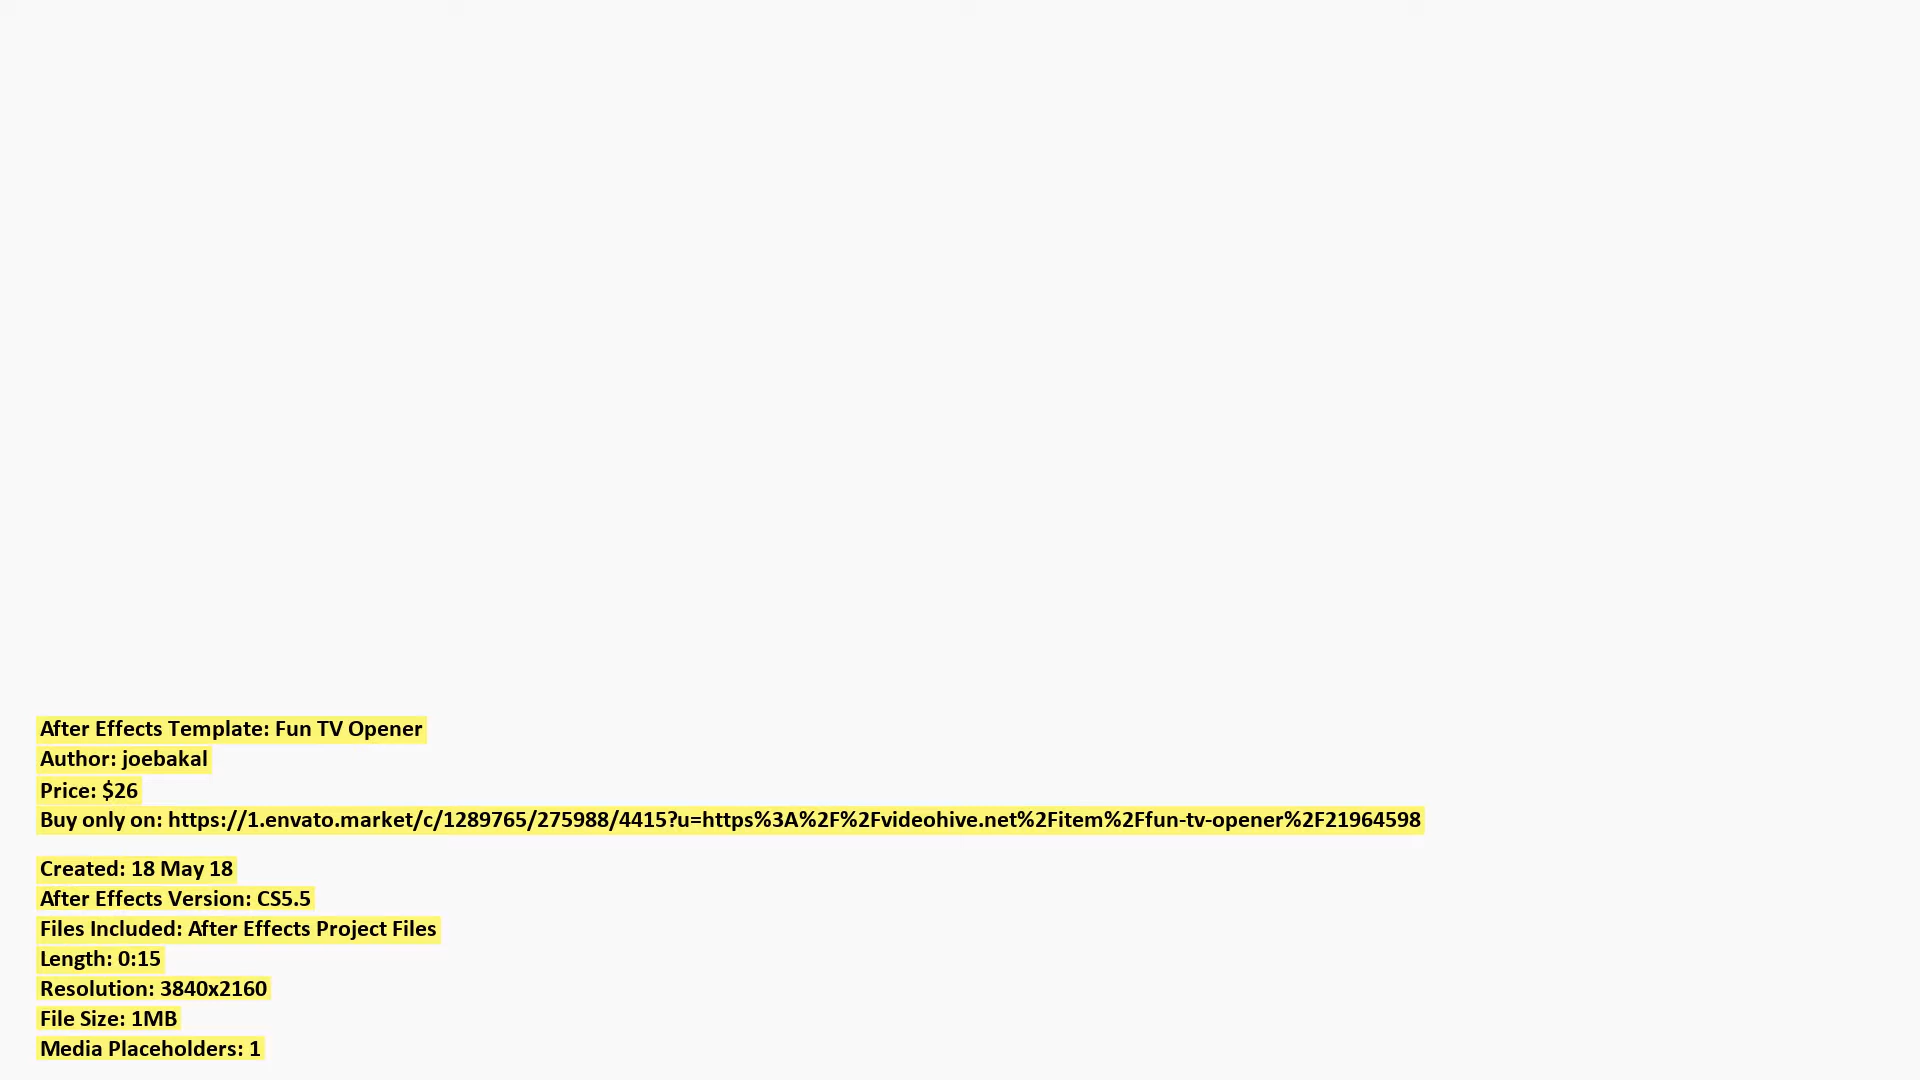 After Effects Template: Fun TV Opener
Author: joebakal
Price: $26
Buy only on: https://1.envato.market/c/1289765/275988/4415?u=https%3A%2F%2Fvideohive.net%2Fitem%2Ffun-tv-opener%2F21964598
Created: 18 May 18
After Effects Version: CS5.5
Files Included: After Effects Project Files
Length: 0:15
Resolution: 3840x2160
File Size: 1MB
Media Placeholders: 1